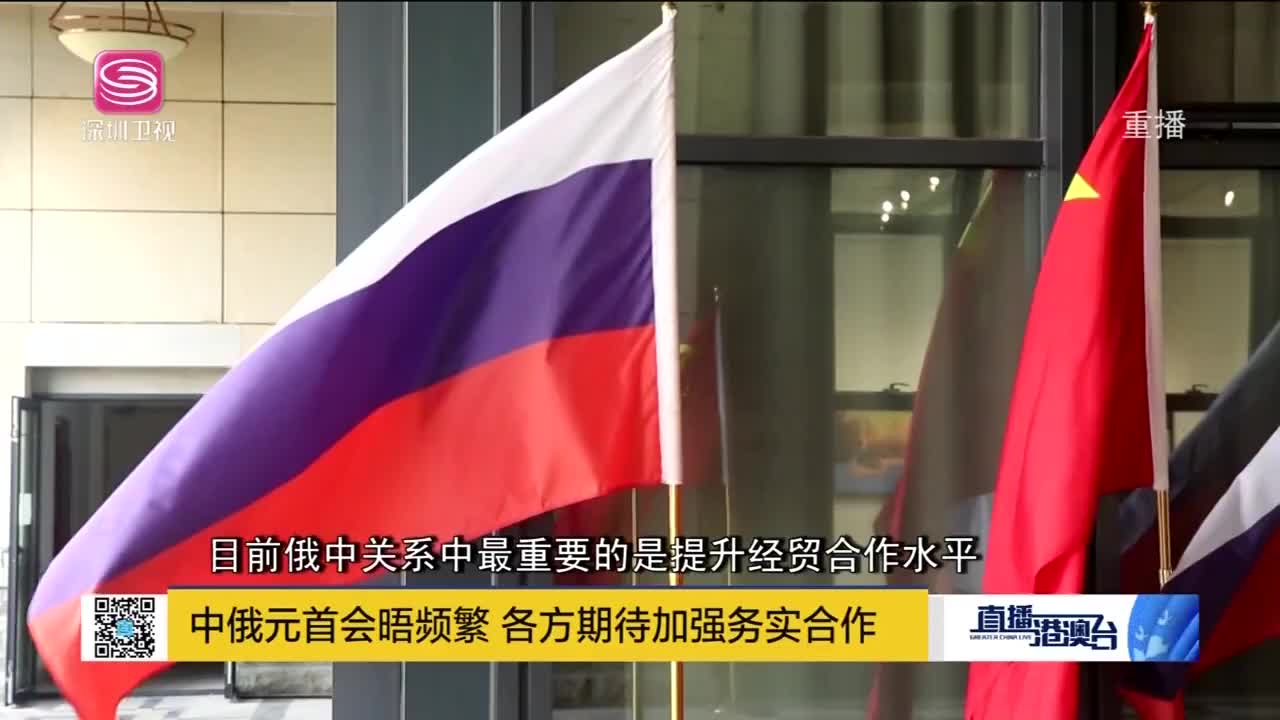 深圳卫视
重播
目前俄中关系中最重要的是提升经贸合作水平
中俄元首会晤频繁 各方期待加强务实合作
直播港澳台
GREATER CHINA LIVE